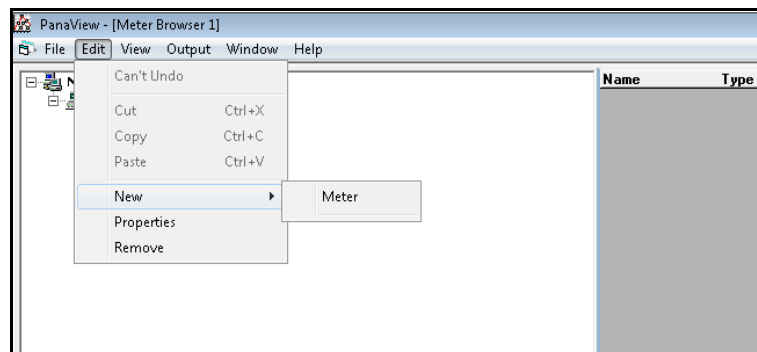 PanaView - [Meter Browser 1]
File Edit View Output Window Help
Can't Undo
Cut Ctrl+X
Copy Ctrl+C
Paste Ctrl+V
New Meter
Properties
Remove
Name Type